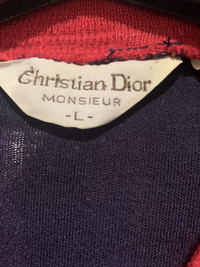 Christian Dior
MONSIEUR
-L-